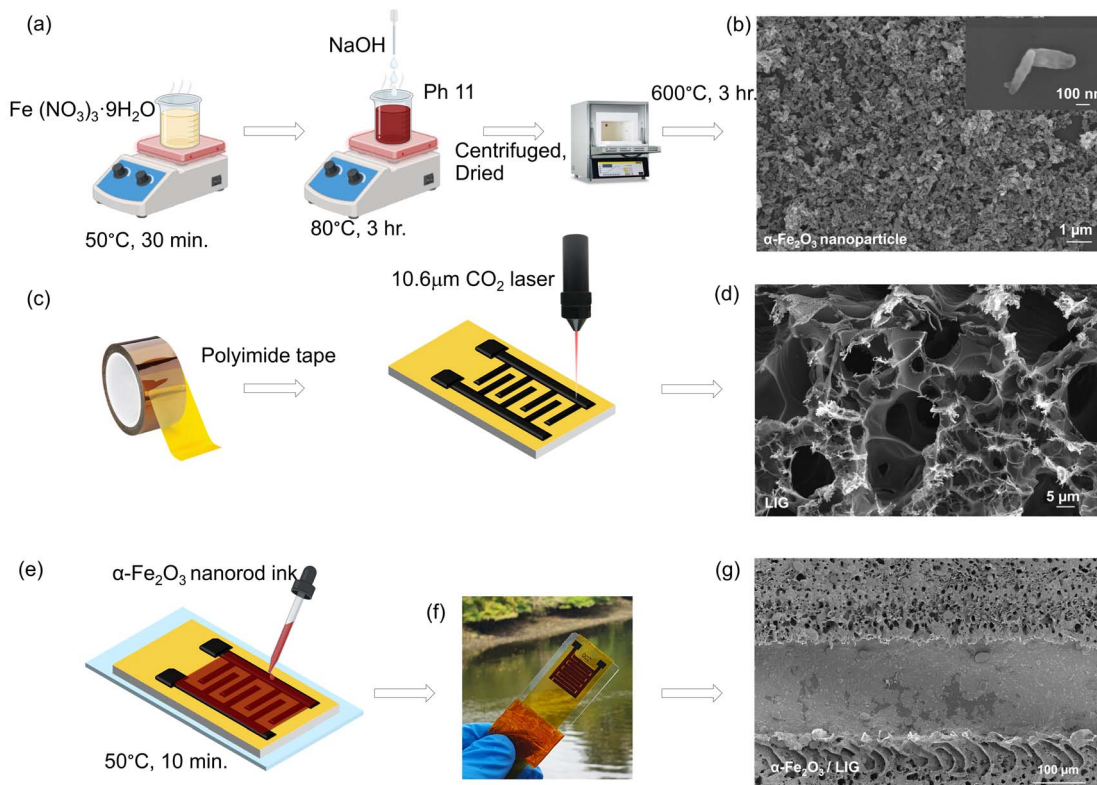 (a)
NaOH
Fe (NO₃)₃·9H₂O
Ph 11
50°C, 30 min.
80°C, 3 hr.
Centrifuged,
Dried
600°C, 3 hr.
(b)
100 nm
α-Fe₂O₃ nanoparticle
1 µm
(c)
Polyimide tape
10.6µm CO₂ laser
(d)
LIG
5 µm
(e)
α-Fe₂O₃ nanorod ink
50°C, 10 min.
(f)
(g)
α-Fe₂O₃ / LIG
100 µm